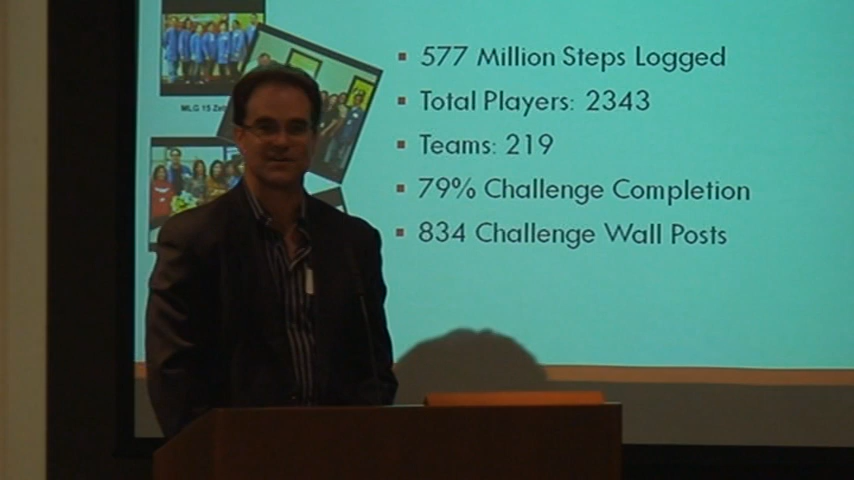 MLG 15
577 Million Steps Logged
Total Players: 2343
Teams: 219
79% Challenge Completion
834 Challenge Wall Posts